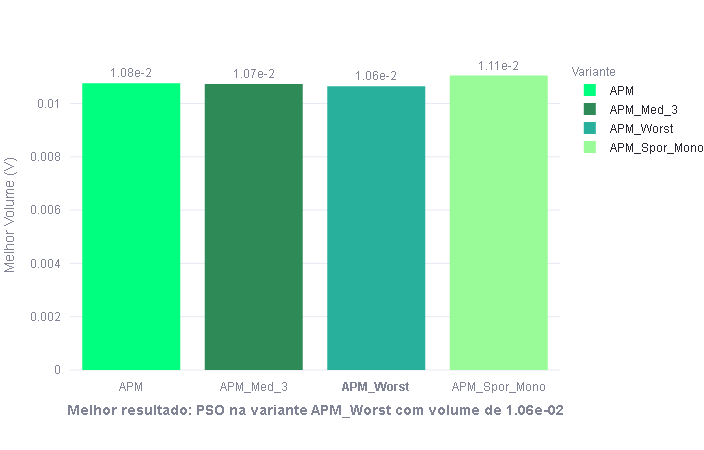 1.08e-2
1.07e-2
1.06e-2
1.11e-2
Variante
APM
APM_Med_3
APM_Worst
APM_Spor_Mono
Melhor Volume (V)
0.01
0.008
0.006
0.004
0.002
0
APM
APM_Med_3
APM_Worst
APM_Spor_Mono
Melhor resultado: PSO na variante APM_Worst com volume de 1.06e-02